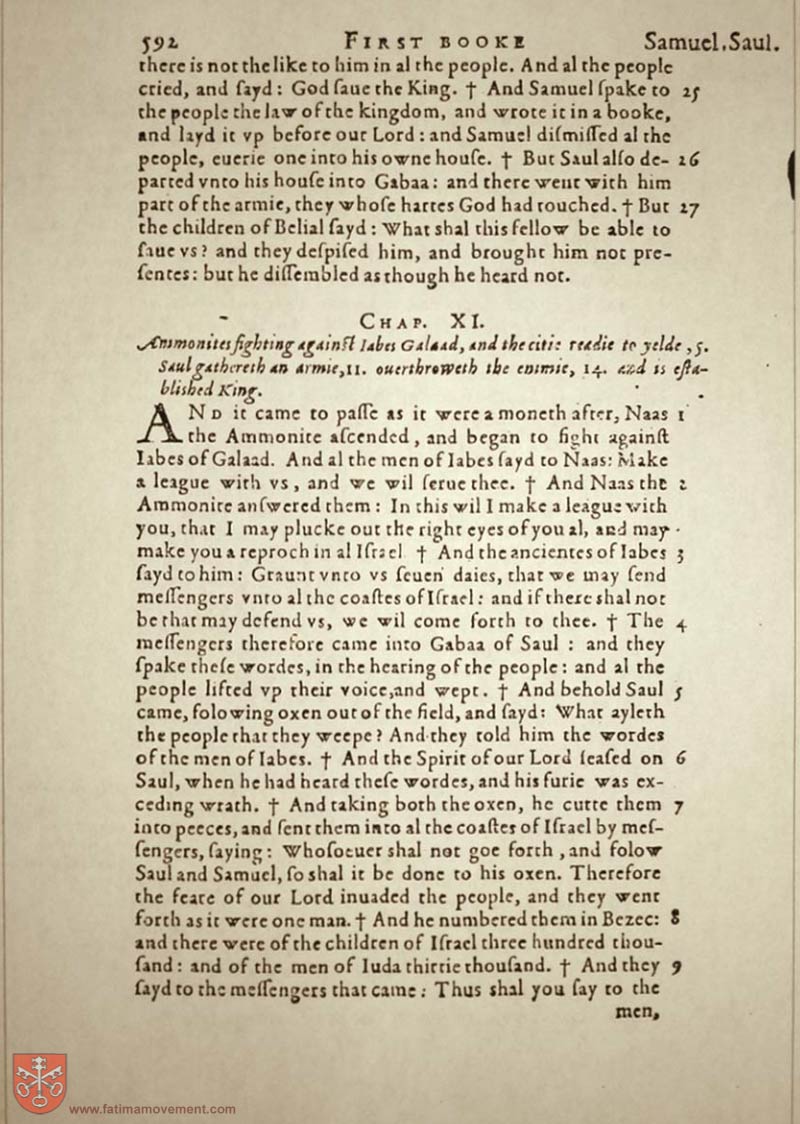 592 FIRST BOOKE Samuel. Saul.
there is not the like to him in al the people. And al the people
cried, and ſayd: God ſaue the King. † And Samuel ſpake to 25
the people the law of the kingdom, and wrote it in a booke,
and layd it vp before our Lord: and Samuel diſmiſſed al the
people, euerie one into his owne houſe. † But Saul alſo de- 26
parted vnto his houſe into Gabaa: and there went with him
part of the armie, they whoſe hartes God had touched. † But 27
the children of Belial ſayd: What shal this fellow be able to
ſaue vs? and they deſpiſed him, and brought him not pre-
ſentes: but he diſſembled as though he heard not.
CHAP. XI.
Ammonites fighting againſt Iabes Galaad, and the citie readie to yelde, 5.
Saul gathereth an armie, 11. ouerthroweth the enimie, 14. and is eſta-
bliſhed King.
AND it came to paſſe as it were a moneth after, Naas 1
the Ammonite aſcended, and began to fight againſt
Iabes of Galaad. And al the men of Iabes ſayd to Naas: Make
a league with vs, and we wil ſerue thee. † And Naas the 2
Ammonite anſwered them: In this wil I make a league with
you, that I may plucke out the right eyes of you al, and may
make you a reproch in al Iſrael † And the ancientes of Iabes 3
ſayd to him: Graunt vnto vs ſeuen daies, that we may ſend
meſſengers vnto al the coaſtes of Iſrael: and if there shal not
be that may defend vs, we wil come forth to thee. † The 4
meſſengers therefore came into Gabaa of Saul : and they
ſpake theſe wordes, in the hearing of the people: and al the
people lifted vp their voice, and wept. † And behold Saul 5
came, folowing oxen out of the field, and ſayd: What ayleth
the people that they weepe? And they told him the wordes
of the men of Iabes. † And the Spirit of our Lord ſeaſed on 6
Saul, when he had heard theſe wordes, and his furie was ex-
ceding wrath. † And taking both the oxen, he cutte them 7
into peeces, and ſent them into al the coaſtes of Iſrael by meſ-
ſengers, ſaying: Whoſoeuer shal not goe forth, and folow
Saul and Samuel, ſo shal it be done to his oxen. Therefore
the feare of our Lord inuaded the people, and they went
forth as it were one man. † And he numbered them in Bezec: 8
and there were of the children of Iſrael three hundred thou-
ſand: and of the men of Iuda thirtie thouſand. † And they 9
ſayd to the meſſengers that came: Thus shal you ſay to the
men,
www.fatimamovement.com